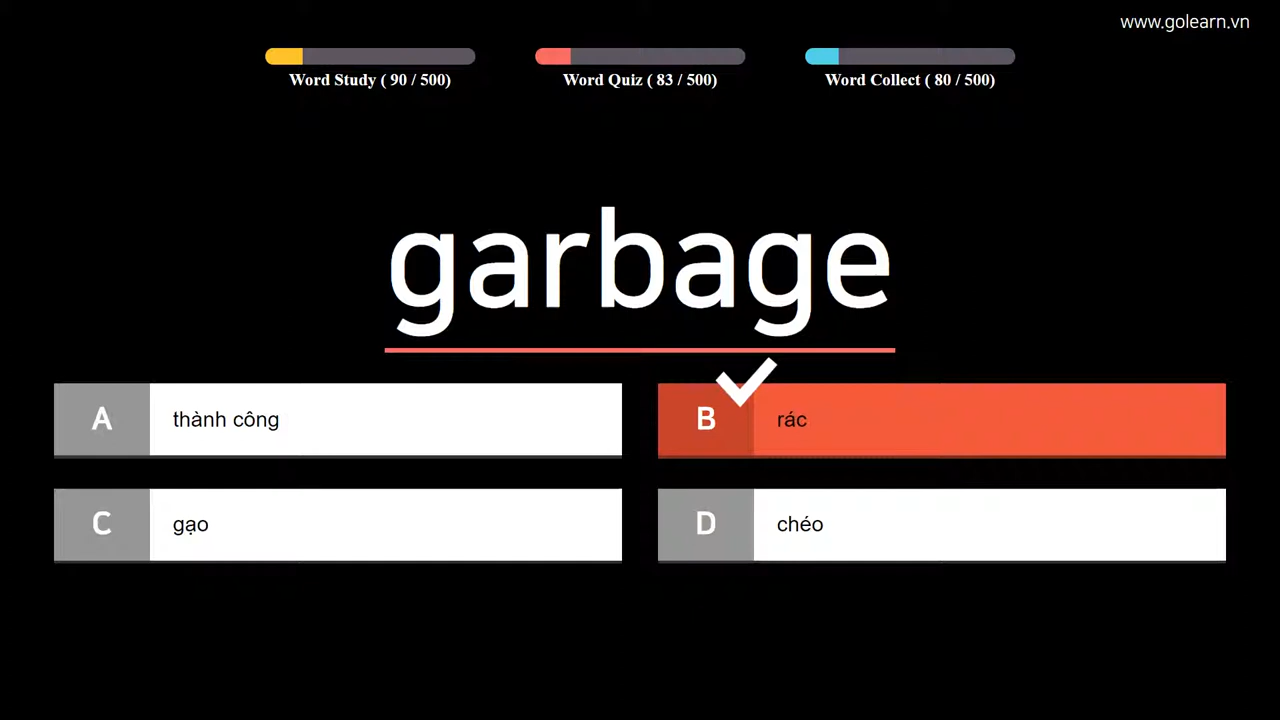 www.golearn.vn
Word Study ( 90 / 500)
Word Quiz ( 83 / 500)
Word Collect ( 80 / 500)
garbage
A thành công
B rác
C gạo
D chéo